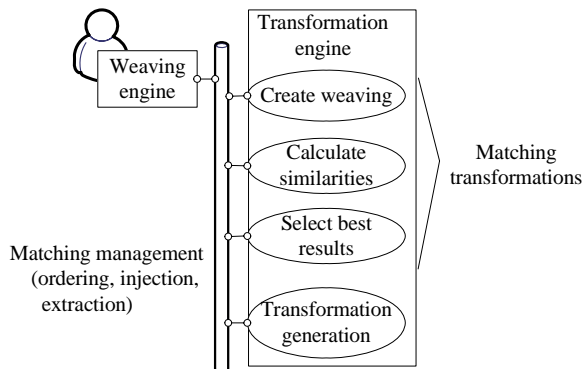 Transformation
engine
Weaving
engine
Create weaving
Calculate
similarities
Matching
transformations
Select best
results
Matching management
(ordering, injection,
extraction)
Transformation
generation